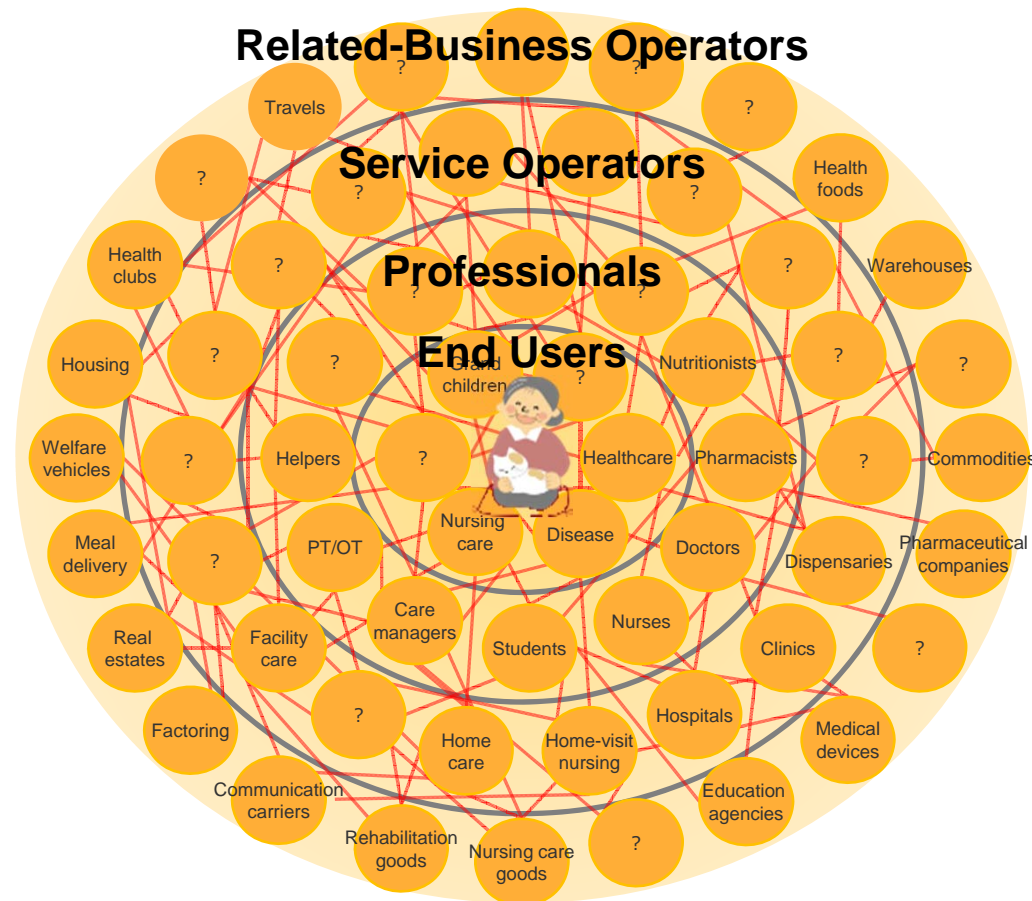 Related-Business Operators
?
?
?
Travels
Service Operators
?
?
?
Health
foods
Health
clubs
?
Professionals
?
?
?
Warehouses
Housing
?
?
End Users
Grand
children
?
Nutritionists
?
?
Welfare
vehicles
?
Helpers
?
Healthcare
Pharmacists
?
Commodities
Meal
delivery
?
PT/OT
Nursing
care
Disease
Doctors
Dispensaries
Pharmaceutical
companies
Real
estates
Facility
care
Care
managers
Students
Nurses
Clinics
?
Factoring
?
Home
care
Home-visit
nursing
Hospitals
Medical
devices
Communication
carriers
Rehabilitation
goods
Nursing care
goods
?
Education
agencies